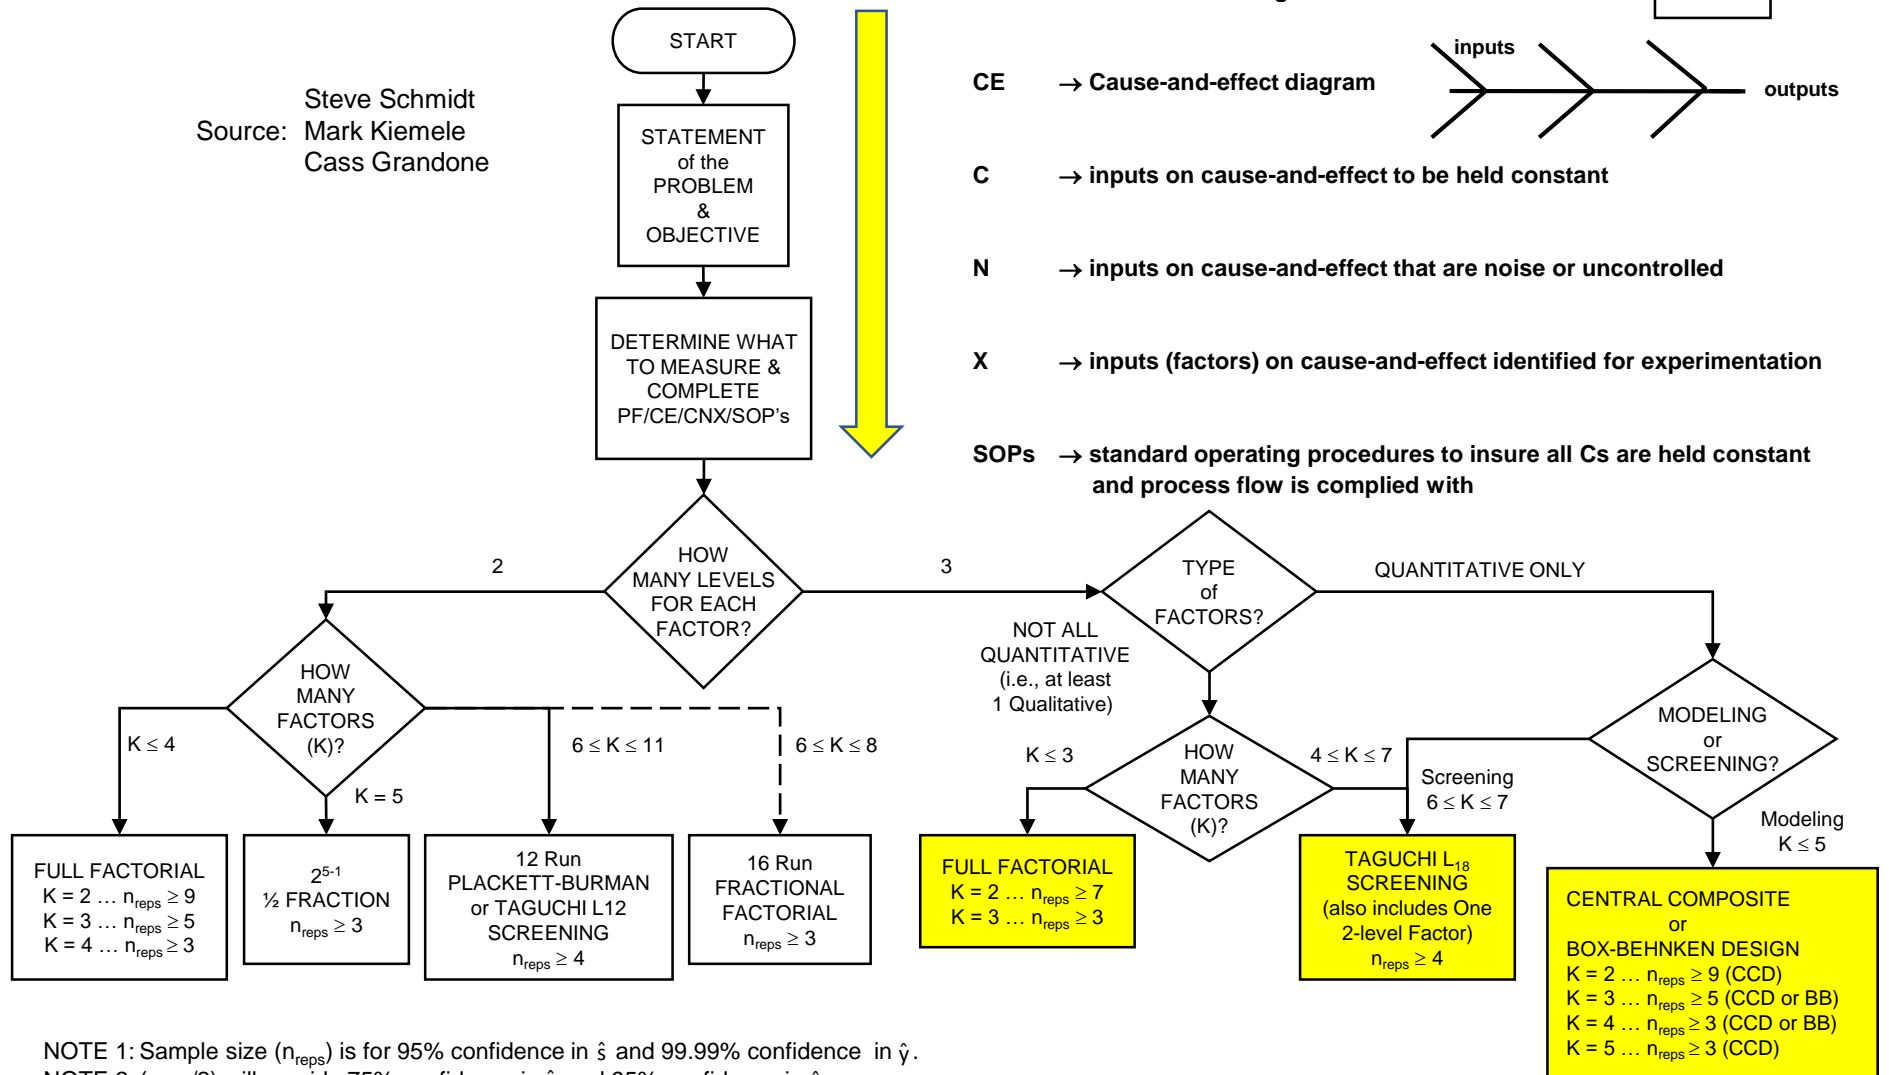 START
Steve Schmidt
Source: Mark Kiemele
Cass Grandone
STATEMENT
of the
PROBLEM
&
OBJECTIVE
DETERMINE WHAT
TO MEASURE &
COMPLETE
PF/CE/CNX/SOP's
inputs
outputs
CE → Cause-and-effect diagram
C → inputs on cause-and-effect to be held constant
N → inputs on cause-and-effect that are noise or uncontrolled
X → inputs (factors) on cause-and-effect identified for experimentation
SOPs → standard operating procedures to insure all Cs are held constant
and process flow is complied with
HOW
MANY LEVELS
FOR EACH
FACTOR?
2
3
TYPE
of
FACTORS?
QUANTITATIVE ONLY
NOT ALL
QUANTITATIVE
(i.e., at least
1 Qualitative)
HOW
MANY
FACTORS
(K)?
K ≤ 4
K = 5
6 ≤ K ≤ 11
6 ≤ K ≤ 8
HOW
MANY
FACTORS
(K)?
K ≤ 3
4 ≤ K ≤ 7
MODELING
or
SCREENING?
Screening
6 ≤ K ≤ 7
Modeling
K ≤ 5
FULL FACTORIAL
K = 2 … nreps ≥ 9
K = 3 … nreps ≥ 5
K = 4 … nreps ≥ 3
2⁵⁻¹
½ FRACTION
nreps ≥ 3
12 Run
PLACKETT-BURMAN
or TAGUCHI L12
SCREENING
nreps ≥ 4
16 Run
FRACTIONAL
FACTORIAL
nreps ≥ 3
FULL FACTORIAL
K = 2 … nreps ≥ 7
K = 3 … nreps ≥ 3
TAGUCHI L₁₈
SCREENING
(also includes One
2-level Factor)
nreps ≥ 4
CENTRAL COMPOSITE
or
BOX-BEHNKEN DESIGN
K = 2 … nreps ≥ 9 (CCD)
K = 3 … nreps ≥ 5 (CCD or BB)
K = 4 … nreps ≥ 3 (CCD or BB)
K = 5 … nreps ≥ 3 (CCD)
NOTE 1: Sample size (nreps) is for 95% confidence in ŝ and 99.99% confidence in ŷ.